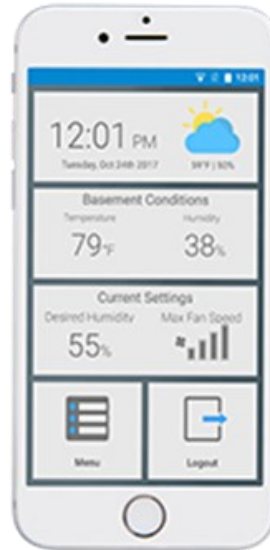 12:01
12:01 PM
Tuesday, Oct 24th 2017
59°F | 50%
Basement Conditions
Temperature Humidity
79°F 38%
Current Settings
Desired Humidity Max Fan Speed
55%
Menu Logout